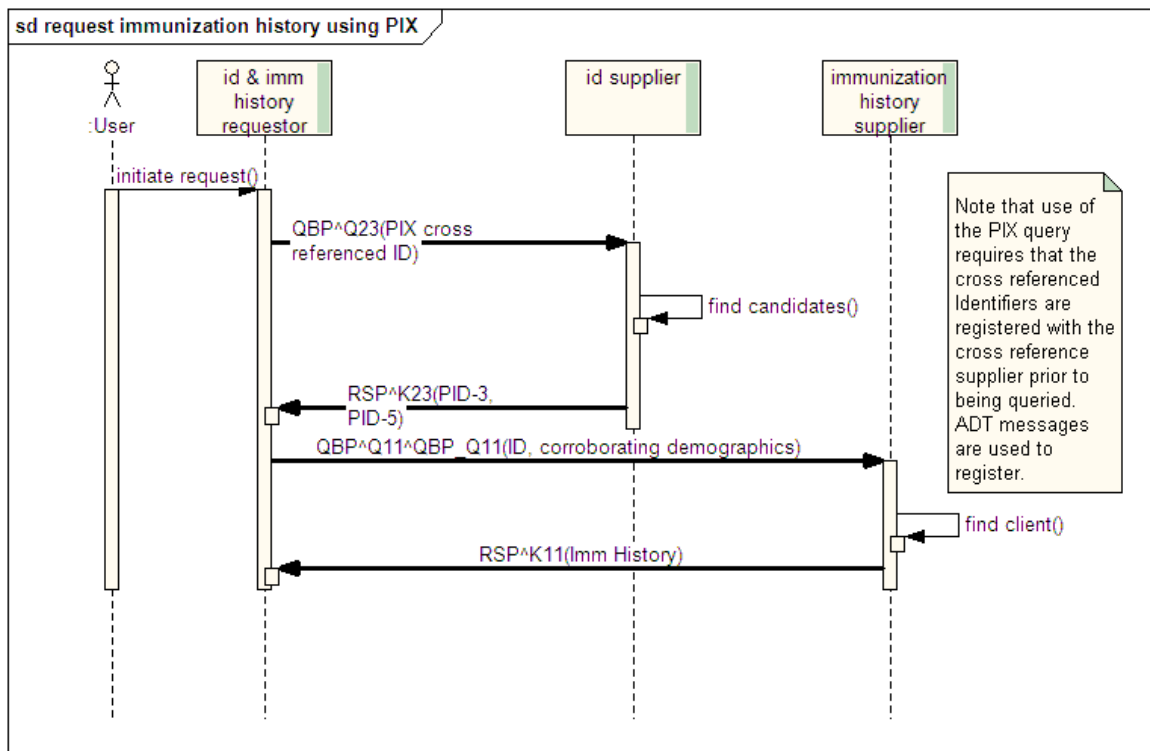 sd request immunization history using PIX
:User
id & imm
history
requestor
id supplier
immunization
history
supplier
initiate request()
QBP^Q23(PIX cross
referenced ID)
find candidates()
RSP^K23(PID-3,
PID-5)
QBP^Q11^QBP_Q11(ID, corroborating demographics)
find client()
RSP^K11(Imm History)
Note that use of
the PIX query
requires that the
cross referenced
Identifiers are
registered with the
cross reference
supplier prior to
being queried.
ADT messages
are used to
register.